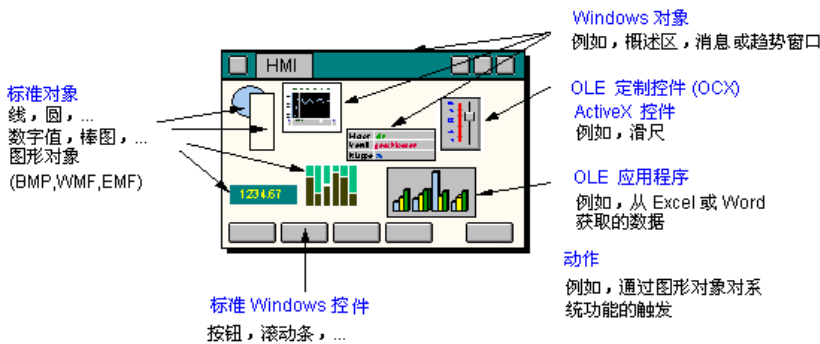 Windows 对象
例如，概述区，消息或趋势窗口
HMI
标准对象
线，圆，...
数字值，棒图，...
图形对象
(BMP,WMF,EMF)
OLE 定制控件 (OCX)
ActiveX 控件
例如，滑尺
1234.67
OLE 应用程序
例如，从 Excel 或 Word
获取的数据
动作
例如，通过图形对象对系
统功能的触发
标准 Windows 控件
按钮，滚动条，...